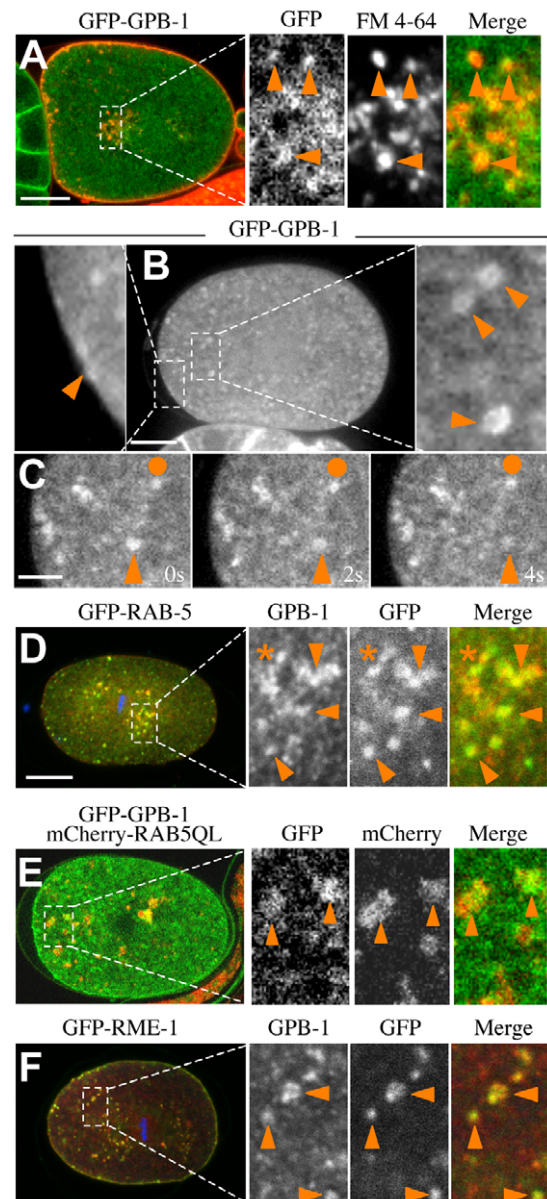 GFP-GPB-1 GFP FM 4-64 Merge
A
GFP-GPB-1
B
C
0s 2s 4s
GFP-RAB-5 GPB-1 GFP Merge
D
* * *
GFP-GPB-1
mCherry-RAB5QL GFP mCherry Merge
E
GFP-RME-1 GPB-1 GFP Merge
F